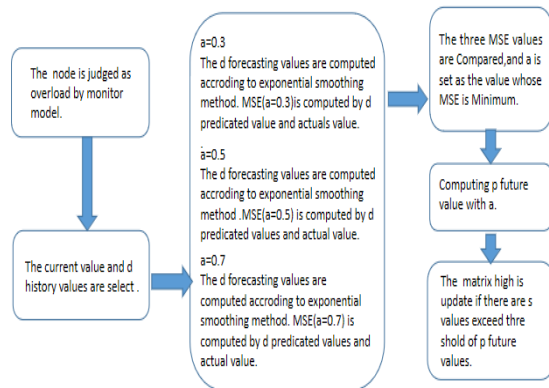 The node is judged as
overload by monitor
model.
The current value and d
history values are select .
a=0.3
The d forecasting values are computed
accroding to exponential smoothing
method. MSE(a=0.3)is computed by d
predicated value and actuals value.
.
a=0.5
The d forecasting values are computed
accroding to exponential smoothing
method .MSE(a=0.5) is computed by d
predicated values and actual value.
a=0.7
The d forecasting values are
computed accroding to exponential
smoothing method. MSE(a=0.7) is
computed by d predicated values and
actual value.
The three MSE values
are Compared,and a is
set as the value whose
MSE is Minimum.
Computing p future
value with a.
The matrix high is
update if there are s
values exceed thre
shold of p future
values.